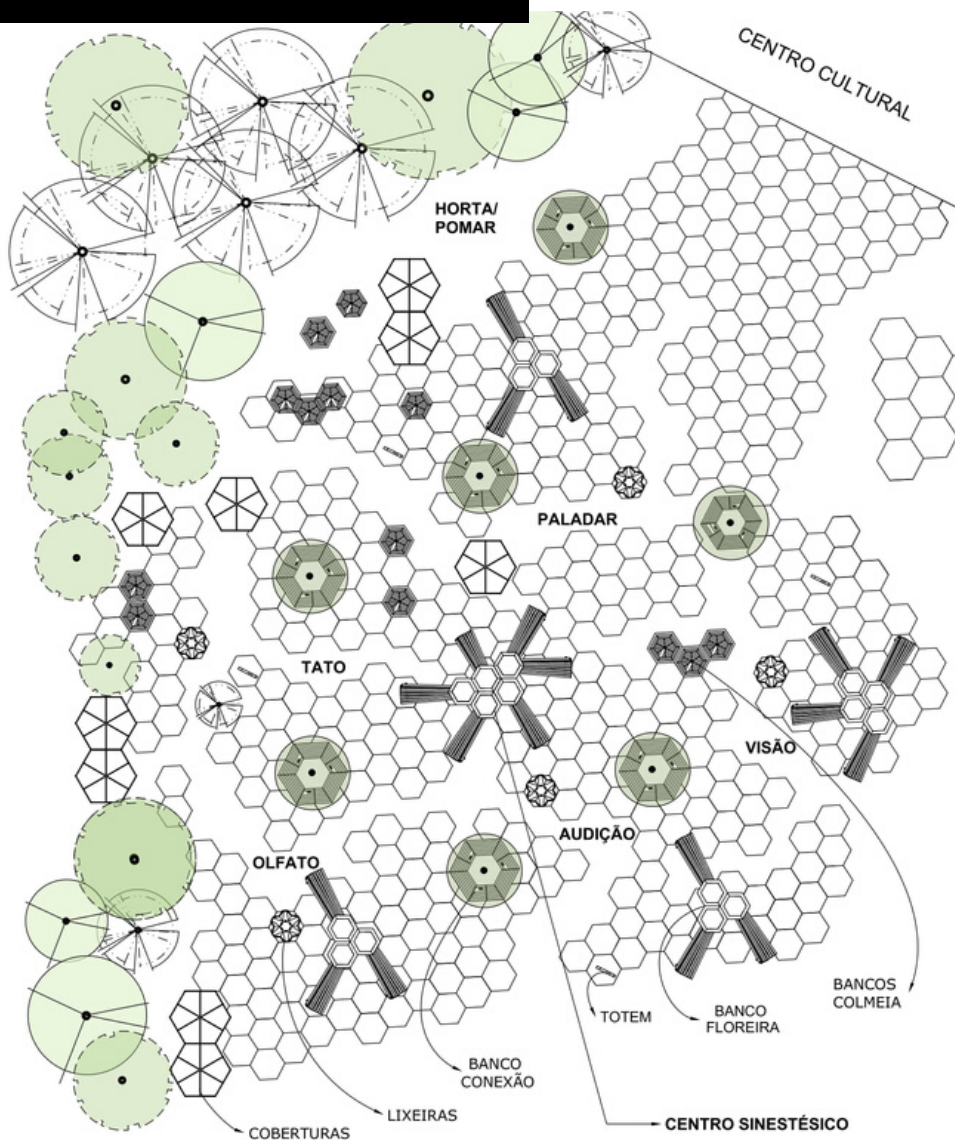 CENTRO CULTURAL
HORTA/
POMAR
PALADAR
TATO
VISÃO
AUDIÇÃO
OLFATO
BANCOS
COLMEIA
TOTEM
BANCO
FLOREIRA
BANCO
CONEXÃO
LIXEIRAS
CENTRO SINESTÉSICO
COBERTURAS